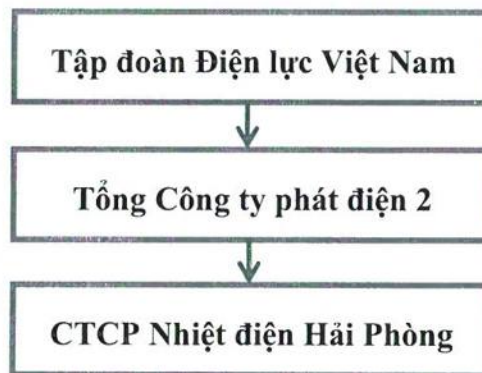 Tập đoàn Điện lực Việt Nam
Tổng Công ty phát điện 2
CTCP Nhiệt điện Hải Phòng